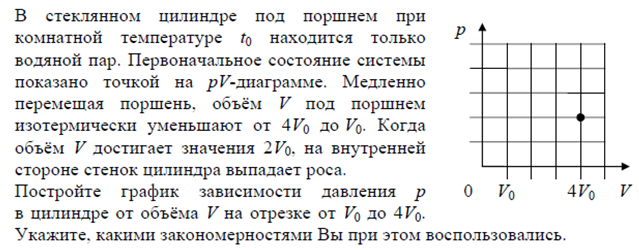 В стеклянном цилиндре под поршнем при
комнатной температуре t₀ находится только
водяной пар. Первоначальное состояние системы
показано точкой на pV-диаграмме. Медленно
перемещая поршень, объём V под поршнем
изотермически уменьшают от 4V₀ до V₀. Когда
объём V достигает значения 2V₀, на внутренней
стороне стенок цилиндра выпадает роса.
Постройте график зависимости давления p
в цилиндре от объёма V на отрезке от V₀ до 4V₀.
Укажите, какими закономерностями Вы при этом воспользовались.
p
0 V₀ 4V₀ V